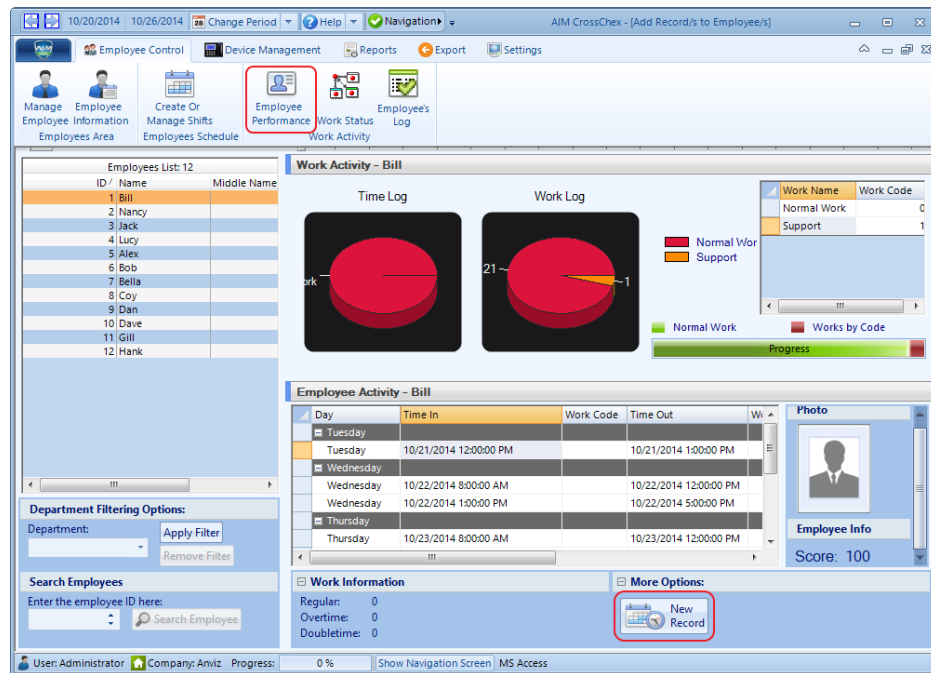 10/20/2014 10/26/2014 28 Change Period Help Navigation AIM CrossChex - [Add Record/s to Employee/s]
AIM Employee Control Device Management Reports Export Settings
Manage Employee Employee Information Create Or Manage Shifts Employee Performance Work Status Employee's Log
Employees Area Employees Schedule Work Activity
Employees List: 12
ID Name Middle Name
1 Bill
2 Nancy
3 Jack
4 Lucy
5 Alex
6 Bob
7 Bella
8 Coy
9 Dan
10 Dave
11 Gill
12 Hank
Department Filtering Options:
Department: Apply Filter
Remove Filter
Search Employees
Enter the employee ID here:
Search Employee
Work Activity - Bill
Time Log Work Log
ork 21 1
Normal Wor
Support
Work Name Work Code
Normal Work 0
Support 1
Normal Work Works by Code
Progress
Employee Activity - Bill
Day Time In Work Code Time Out W
Tuesday
Tuesday 10/21/2014 12:00:00 PM 10/21/2014 1:00:00 PM
Wednesday
Wednesday 10/22/2014 8:00:00 AM 10/22/2014 12:00:00 PM
Wednesday 10/22/2014 1:00:00 PM 10/22/2014 5:00:00 PM
Thursday
Thursday 10/23/2014 8:00:00 AM 10/23/2014 12:00:00 PM
Photo
Employee Info
Score: 100
Work Information
Regular: 0
Overtime: 0
Doubletime: 0
More Options:
New Record
User: Administrator Company: Anviz Progress: 0 % Show Navigation Screen MS Access